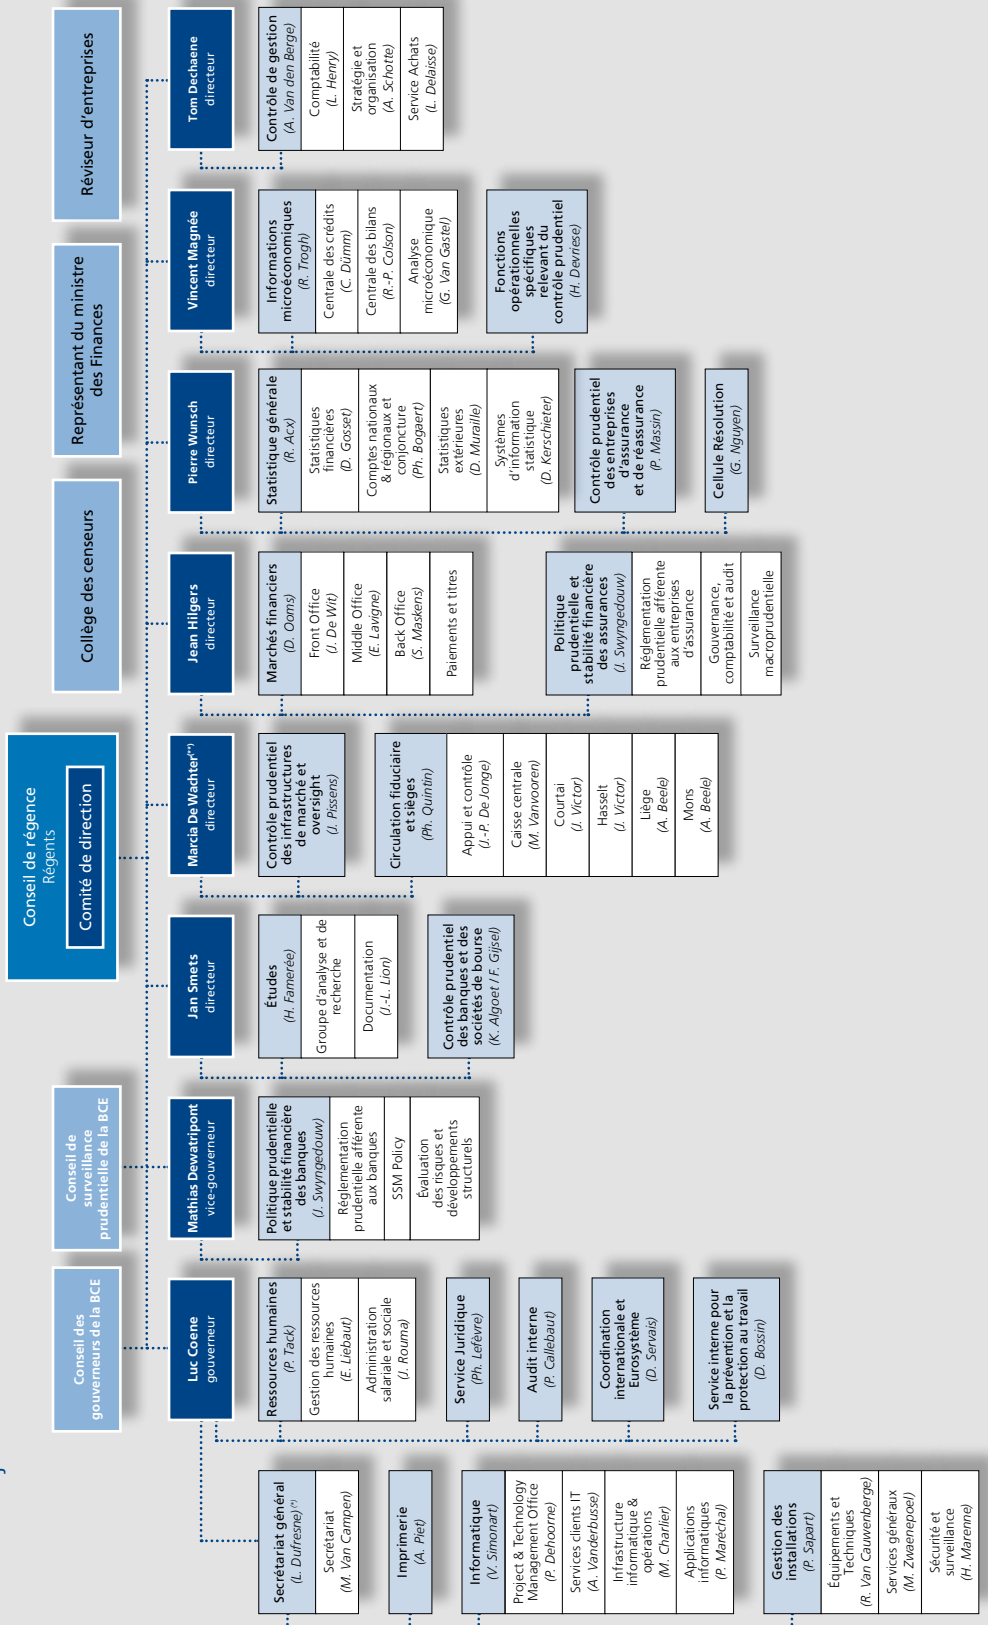 Conseil de régence
Régents
Comité de direction
Conseil des
gouverneurs de la BCE
Conseil de
surveillance
prudentielle de la BCE
Collège des censeurs
Représentant du ministre
des Finances
Réviseur d'entreprises
Luc Coene
gouverneur
Mathias Dewatripont
vice-gouverneur
Jan Smets
directeur
Marcia De Wachter(**)
directeur
Jean Hilgers
directeur
Pierre Wunsch
directeur
Vincent Magnée
directeur
Tom Dechaene
directeur
Secrétariat général
(L. Dufresne) (*)
Secrétariat
(M. Van Campen)
Imprimerie
(A. Piet)
Informatique
(V. Simonart)
Project & Technology
Management Office
(P. Dehoorne)
Services clients IT
(A. Vanderbusse)
Infrastructure
informatique &
opérations
(M. Charlier)
Applications
informatiques
(P. Maréchal)
Gestion des
installations
(P. Sapart)
Équipements et
Techniques
(R. Van Cauwenberge)
Services généraux
(M. Zwaenepoel)
Sécurité et
surveillance
(H. Marenne)
Ressources humaines
(P. Tack)
Gestion des ressources
humaines
(E. Liebaut)
Administration
salariale et sociale
(J. Rouma)
Service Juridique
(Ph. Lefèvre)
Audit interne
(P. Callebaut)
Coordination
internationale et
Eurosystème
(D. Servais)
Service interne pour
la prévention et la
protection au travail
(D. Bossin)
Politique prudentielle
et stabilité financière
des banques
(J. Swyngedouw)
Réglementation
prudentielle afférente
aux banques
SSM Policy
Évaluation
des risques et
développements
structurels
Études
(H. Famerée)
Groupe d'analyse et de
recherche
Documentation
(J.-L. Lion)
Contrôle prudentiel
des banques et des
sociétés de bourse
(K. Algoet / F. Gijsel)
Contrôle prudentiel
des infrastructures
de marché et
oversight
(J. Pissens)
Circulation fiduciaire
et sièges
(Ph. Quintin)
Appui et contrôle
(J.-P. De Jonge)
Caisse centrale
(M. Vanvooren)
Courtai
(J. Victor)
Hasselt
(J. Victor)
Liège
(A. Beele)
Mons
(A. Beele)
Marchés financiers
(D. Ooms)
Front Office
(J. De Wit)
Middle Office
(E. Lavigne)
Back Office
(S. Maskens)
Paiements et titres
Politique
prudentielle et
stabilité financière
des assurances
(J. Swyngedouw)
Réglementation
prudentielle afférente
aux entreprises
d'assurance
Gouvernance,
comptabilité et audit
Surveillance
macroprudentielle
Statistique générale
(R. Acx)
Statistiques
financières
(D. Gosset)
Comptes nationaux
& régionaux et
conjoncture
(Ph. Bogaert)
Statistiques
extérieures
(D. Muraille)
Systèmes
d'information
statistique
(D. Kerschieter)
Contrôle prudentiel
des entreprises
d'assurance
et de réassurance
(P. Massin)
Cellule Résolution
(G. Nguyen)
Informations
microéconomiques
(R. Trogh)
Centrale des crédits
(C. Dümm)
Centrale des bilans
(R.-P. Colson)
Analyse
microéconomique
(G. Van Gastel)
Fonctions
opérationnelles
spécifiques
relevant du
contrôle prudentiel
(H. Devriese)
Contrôle de gestion
(A. Van den Berge)
Comptabilité
(L. Henry)
Stratégie et
organisation
(A. Schotte)
Service Achats
(L. Delaisse)